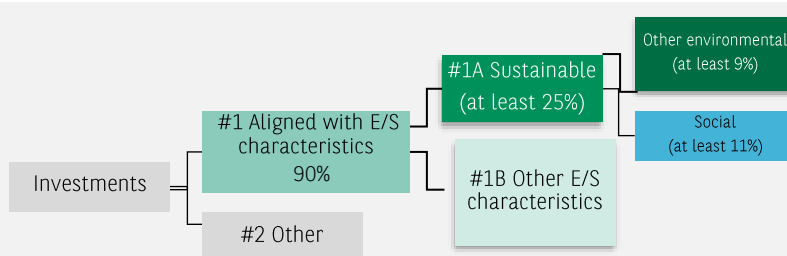 Other environmental
(at least 9%)
#1A Sustainable
(at least 25%)
Social
(at least 11%)
#1 Aligned with E/S
characteristics
90%
#1B Other E/S
characteristics
Investments
#2 Other